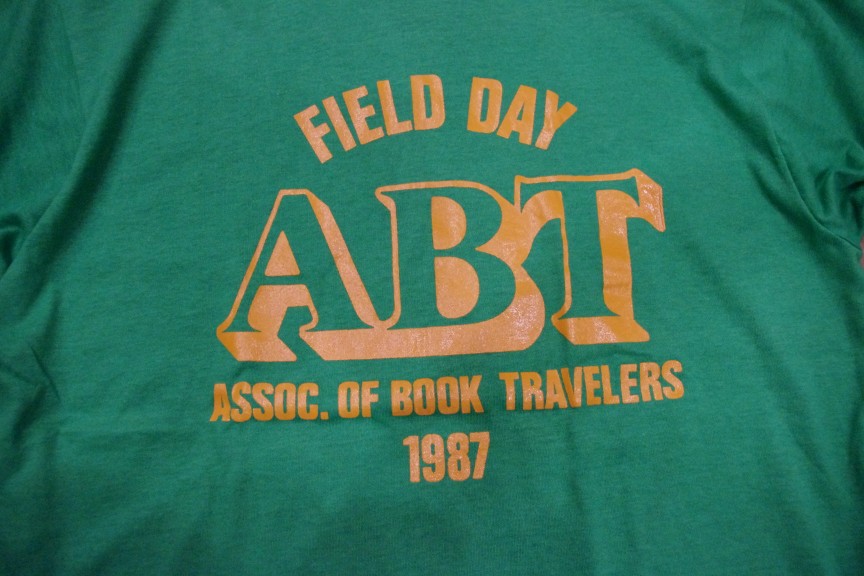 FIELD DAY
ABT
ASSOC. OF BOOK TRAVELERS
1987